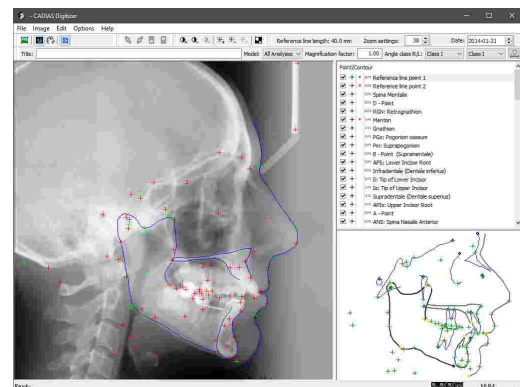 - CADIAS Digitizer
File Image Edit Options Help
Reference line length: 40.0 mm Zoom settings: 38 Date: 2014-01-31
Title: Model: All Analyses Magnification factor: 1.00 Angle class R/L: Class I Class I
Point/Contour
Reference line point 1
Reference line point 2
Spina Mentalis
D -Point
RGN: Retrognathion
Menton
Gnathion
PGo: Pogonion osseum
Pm: Suprapogonion
B - Point (Supramentale)
APIi: Lower Incisor Root
Infradentale (Dentale inferius)
Ii: Tip of Lower Incisor
Is: Tip of Upper Incisor
Supradentale (Dentale superius)
APIs: Upper Incisor Root
A -Point
ANS: Spina Nasalis Anterior
Ready
NUM